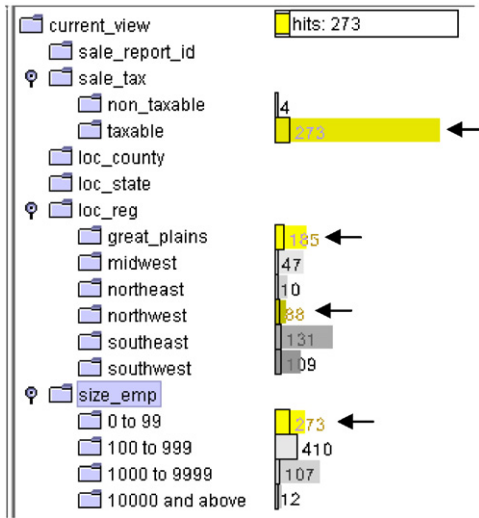 current_view hits: 273
sale_report_id
sale_tax
non_taxable 4
taxable 273
loc_county
loc_state
loc_reg
great_plains 185
midwest 47
northeast 10
northwest 88
southeast 131
southwest 109
size_emp
0 to 99 273
100 to 999 410
1000 to 9999 107
10000 and above 12